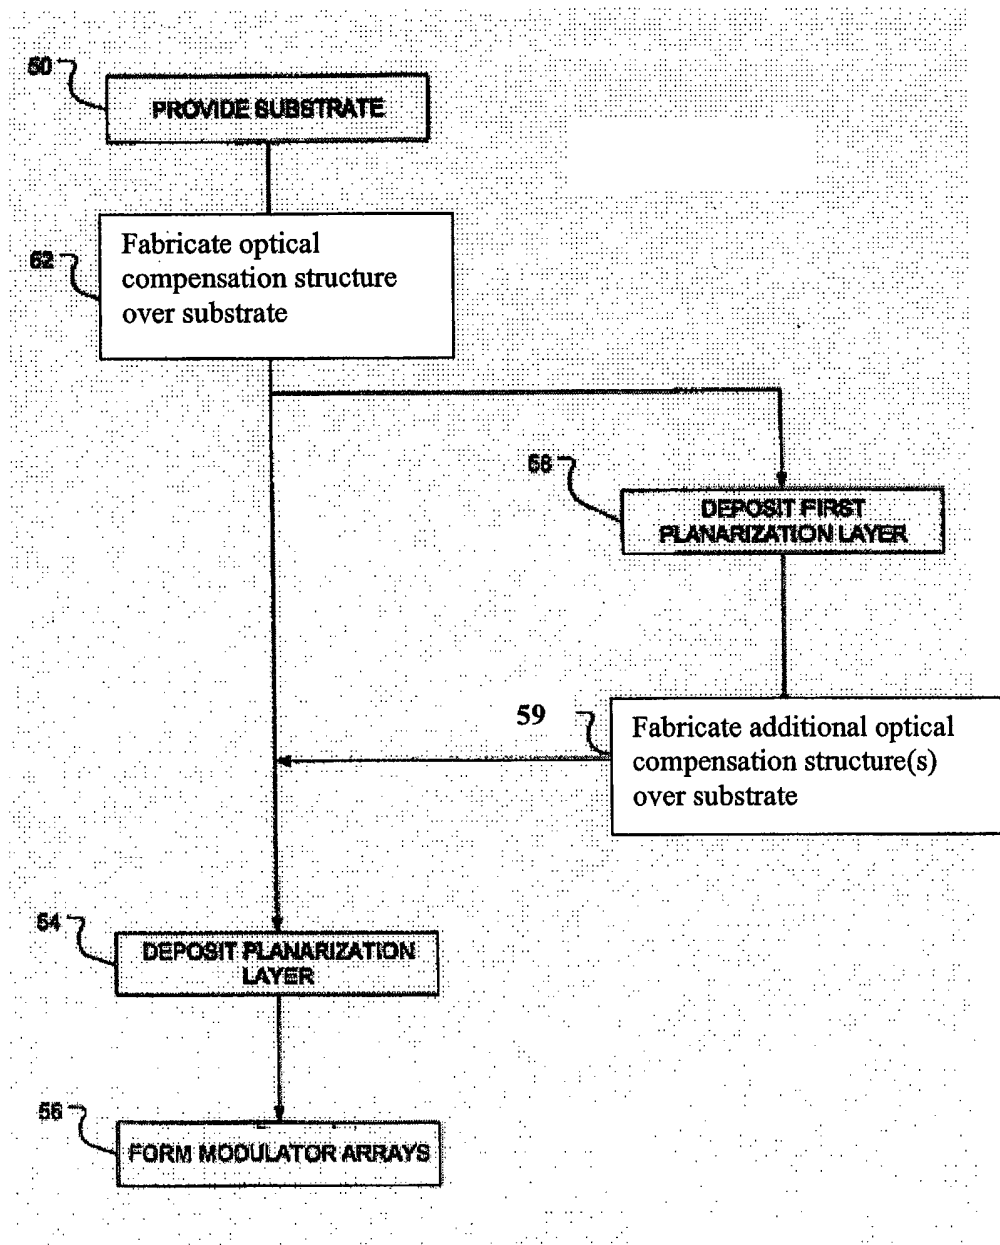 50
PROVIDE SUBSTRATE
52
Fabricate optical
compensation structure
over substrate
58
DEPOSIT FIRST
PLANARIZATION LAYER
59
Fabricate additional optical
compensation structure(s)
over substrate
54
DEPOSIT PLANARIZATION
LAYER
56
FORM MODULATOR ARRAYS